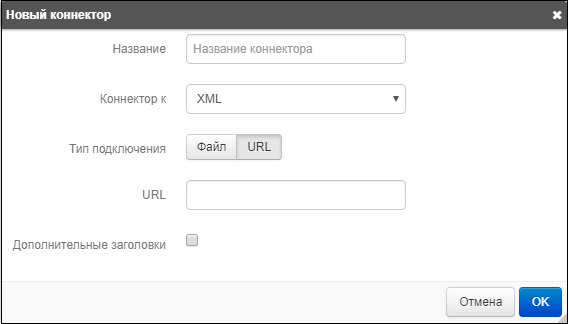 Новый коннектор
Название Название коннектора
Коннектор к XML
Тип подключения Файл URL
URL
Дополнительные заголовки
Отмена OK